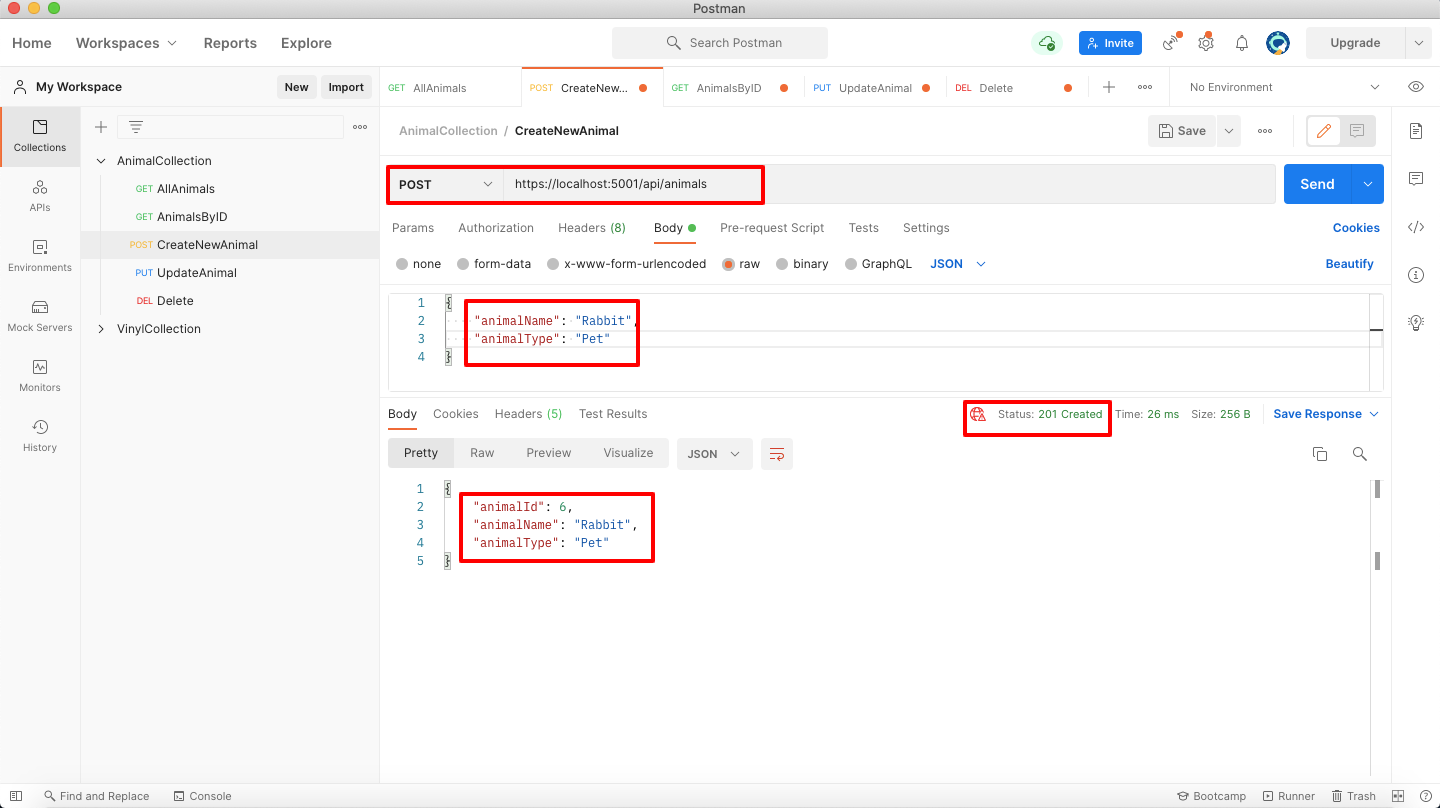 Postman
Home Workspaces Reports Explore Search Postman Invite Upgrade
My Workspace New Import
GET AllAnimals POST CreateNew... GET AnimalsByID PUT UpdateAnimal DEL Delete No Environment
Collections
APIs
Environments
Mock Servers
Monitors
History
AnimalCollection
GET AllAnimals
GET AnimalsByID
POST CreateNewAnimal
PUT UpdateAnimal
DEL Delete
VinylCollection
AnimalCollection / CreateNewAnimal Save
POST https://localhost:5001/api/animals Send
Params Authorization Headers (8) Body Pre-request Script Tests Settings Cookies
none form-data x-www-form-urlencoded raw binary GraphQL JSON Beautify
1 {
2 "animalName": "Rabbit",
3 "animalType": "Pet"
4 }
Body Cookies Headers (5) Test Results Status: 201 Created Time: 26 ms Size: 256 B Save Response
Pretty Raw Preview Visualize JSON
1 {
2 "animalId": 6,
3 "animalName": "Rabbit",
4 "animalType": "Pet"
5 }
Find and Replace Console Bootcamp Runner Trash